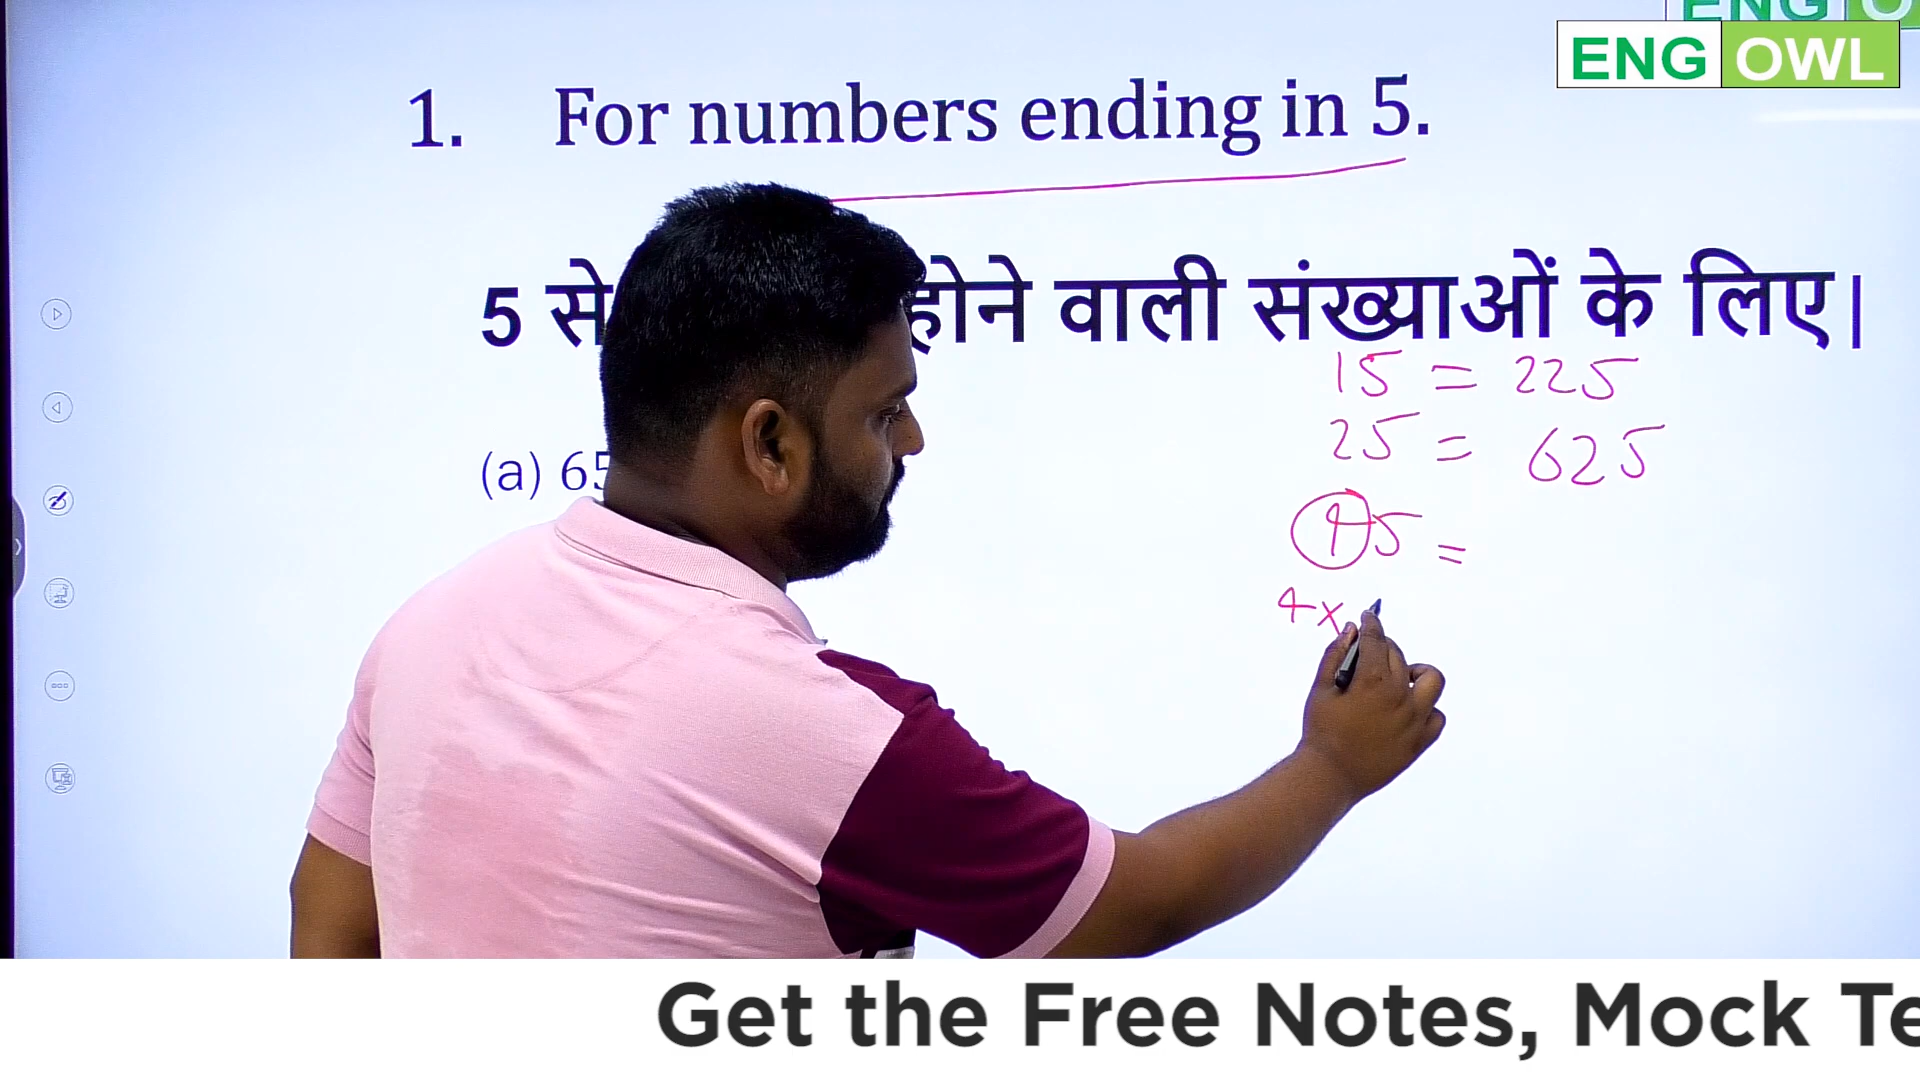 ENG O
ENG OWL
1. For numbers ending in 5.
5 से होने वाली संख्याओं के लिए।
15 = 225
25 = 625
(a) 65
45 =
4×
Get the Free Notes, Mock Te